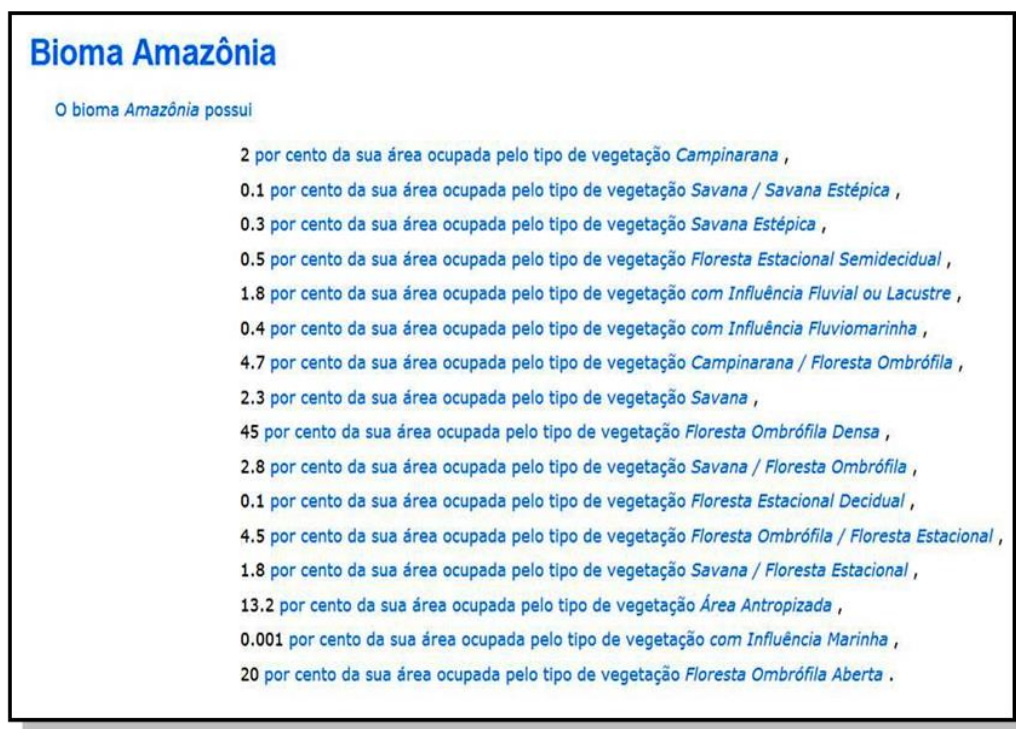 Bioma Amazônia
O bioma Amazônia possui
2 por cento da sua área ocupada pelo tipo de vegetação Campinarana ,
0.1 por cento da sua área ocupada pelo tipo de vegetação Savana / Savana Estépica ,
0.3 por cento da sua área ocupada pelo tipo de vegetação Savana Estépica ,
0.5 por cento da sua área ocupada pelo tipo de vegetação Floresta Estacional Semidecidual ,
1.8 por cento da sua área ocupada pelo tipo de vegetação com Influência Fluvial ou Lacustre ,
0.4 por cento da sua área ocupada pelo tipo de vegetação com Influência Fluviomarinha ,
4.7 por cento da sua área ocupada pelo tipo de vegetação Campinarana / Floresta Ombrófila ,
2.3 por cento da sua área ocupada pelo tipo de vegetação Savana ,
45 por cento da sua área ocupada pelo tipo de vegetação Floresta Ombrófila Densa ,
2.8 por cento da sua área ocupada pelo tipo de vegetação Savana / Floresta Ombrófila ,
0.1 por cento da sua área ocupada pelo tipo de vegetação Floresta Estacional Decidual ,
4.5 por cento da sua área ocupada pelo tipo de vegetação Floresta Ombrófila / Floresta Estacional ,
1.8 por cento da sua área ocupada pelo tipo de vegetação Savana / Floresta Estacional ,
13.2 por cento da sua área ocupada pelo tipo de vegetação Área Antropizada ,
0.001 por cento da sua área ocupada pelo tipo de vegetação com Influência Marinha ,
20 por cento da sua área ocupada pelo tipo de vegetação Floresta Ombrófila Aberta .